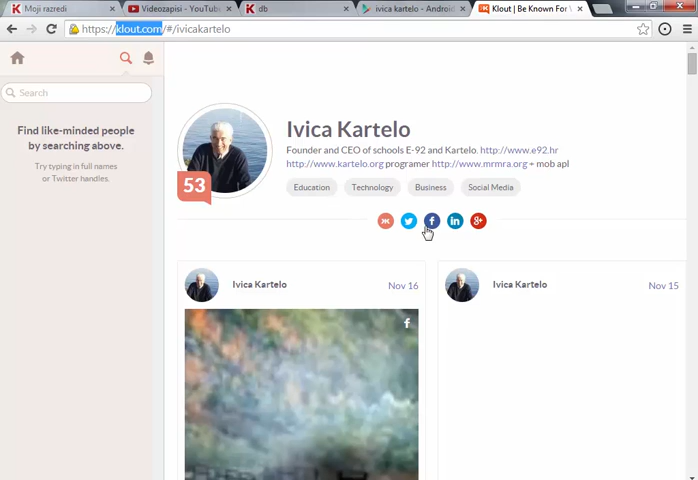 Moji razredi
Videozapisi - YouTube
db
ivica kartelo - Android
Klout | Be Known For
https://klout.com/#/ivicakartelo
Search
Find like-minded people
by searching above.
Try typing in full names
or Twitter handles.
53
Ivica Kartelo
Founder and CEO of schools E-92 and Kartelo. http://www.e92.hr
http://www.kartelo.org programer http://www.mrmra.org + mob apl
Education Technology Business Social Media
Ivica Kartelo Nov 16
Ivica Kartelo Nov 15